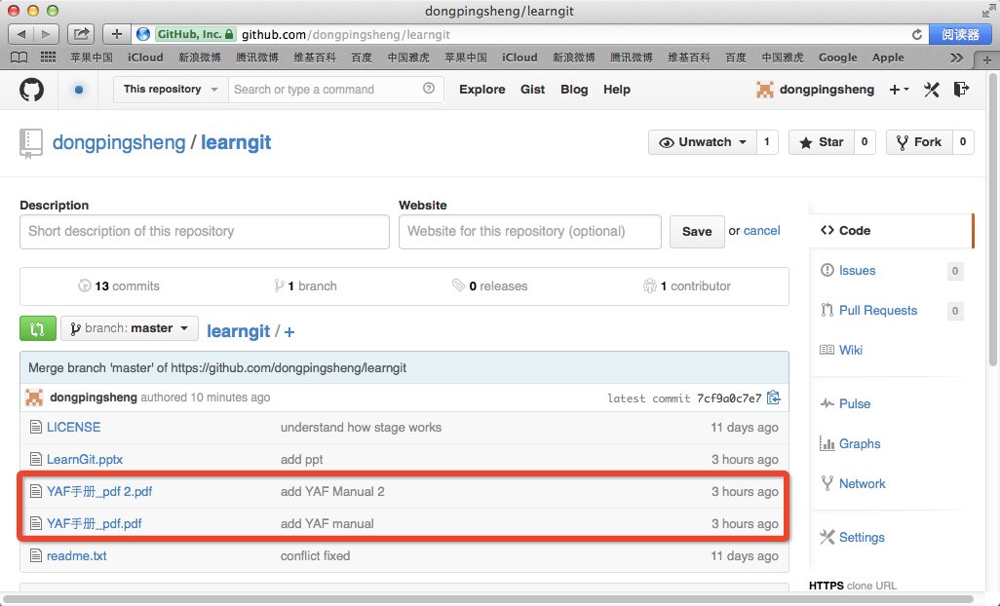 dongpingsheng/learngit
GitHub, Inc. github.com/dongpingsheng/learngit 阅读器
苹果中国 iCloud 新浪微博 腾讯微博 维基百科 百度 中国雅虎 苹果中国 iCloud 新浪微博 腾讯微博 维基百科 百度 中国雅虎 Google Apple
This repository Search or type a command Explore Gist Blog Help dongpingsheng
dongpingsheng / learngit Unwatch 1 Star 0 Fork 0
Description Website
Short description of this repository Website for this repository (optional) Save or cancel
13 commits 1 branch 0 releases 1 contributor
branch: master learngit / +
Merge branch 'master' of https://github.com/dongpingsheng/learngit
dongpingsheng authored 10 minutes ago latest commit 7cf9a0c7e7
LICENSE understand how stage works 11 days ago
LearnGit.pptx add ppt 3 hours ago
YAF手册_pdf 2.pdf add YAF Manual 2 3 hours ago
YAF手册_pdf.pdf add YAF manual 3 hours ago
readme.txt conflict fixed 11 days ago
Code
Issues 0
Pull Requests 0
Wiki
Pulse
Graphs
Network
Settings
HTTPS clone URL